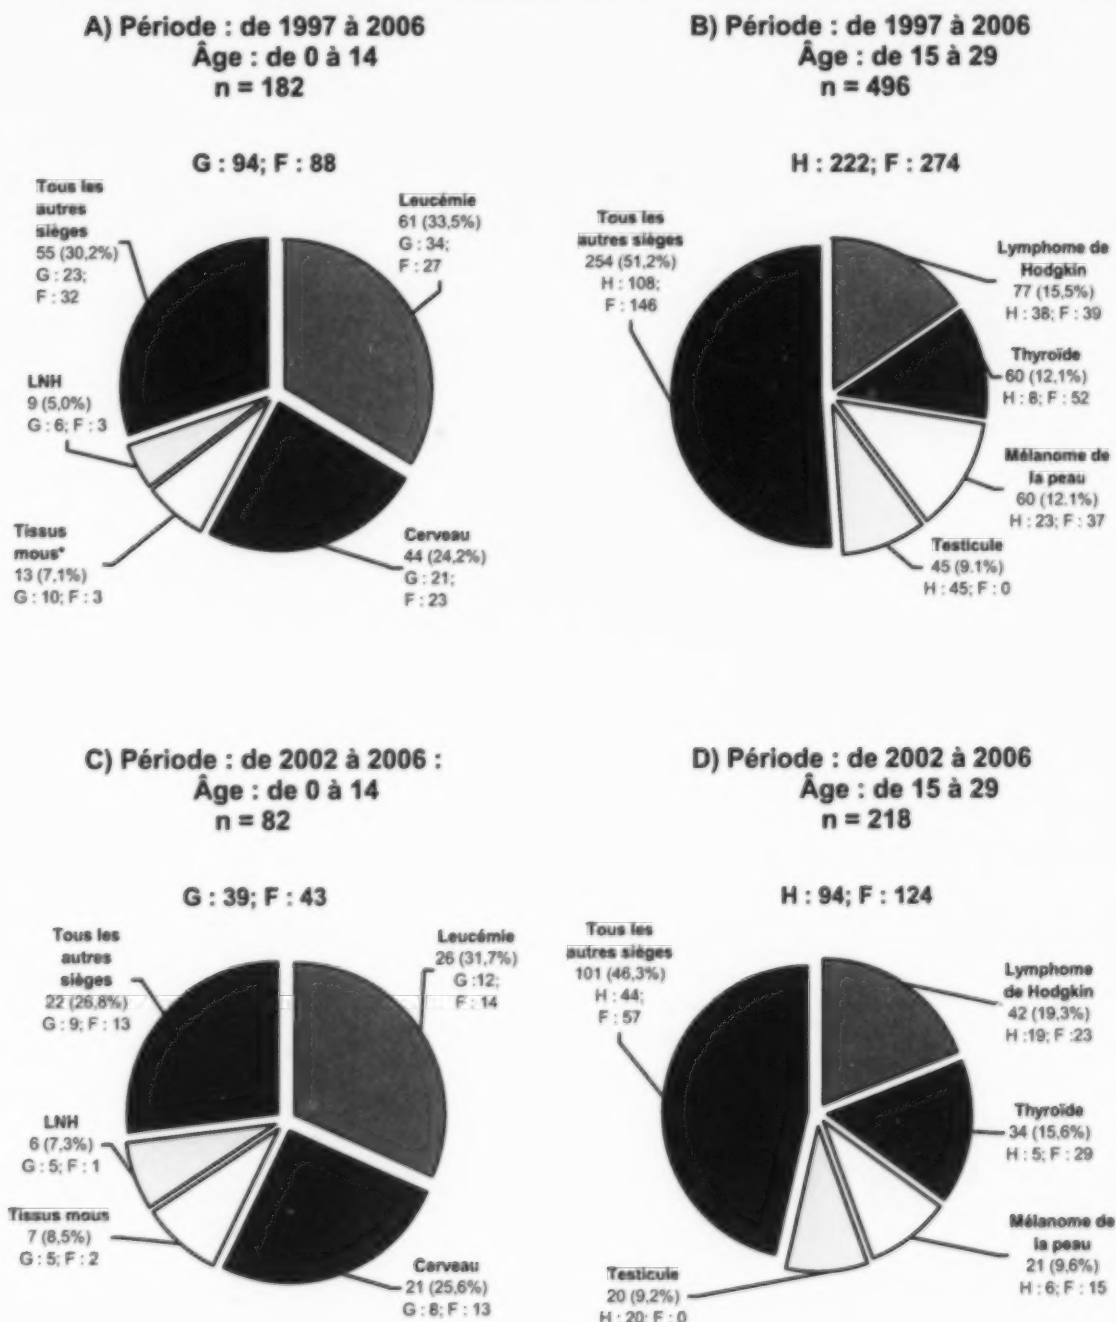 A) Période : de 1997 à 2006
Âge : de 0 à 14
n = 182
G : 94; F : 88
Tous les
autres
sièges
55 (30,2%)
G : 23;
F : 32
Leucémie
61 (33,5%)
G : 34;
F : 27
LNH
9 (5,0%)
G : 6; F : 3
Tissus
mous*
13 (7,1%)
G : 10; F : 3
Cerveau
44 (24,2%)
G : 21;
F : 23
B) Période : de 1997 à 2006
Âge : de 15 à 29
n = 496
H : 222; F : 274
Tous les
autres sièges
254 (51,2%)
H : 108;
F : 146
Lymphome de
Hodgkin
77 (15,5%)
H : 38; F : 39
Thyroïde
60 (12,1%)
H : 8; F : 52
Mélanome de
la peau
60 (12.1%)
H : 23; F : 37
Testicule
45 (9.1%)
H : 45; F : 0
C) Période : de 2002 à 2006 :
Âge : de 0 à 14
n = 82
G : 39; F : 43
Tous les
autres
sièges
22 (26,8%)
G : 9; F : 13
Leucémie
26 (31,7%)
G :12;
F : 14
LNH
6 (7,3%)
G : 5; F : 1
Tissus mous
7 (8,5%)
G : 5; F : 2
Cerveau
21 (25,6%)
G : 8; F : 13
D) Période : de 2002 à 2006
Âge : de 15 à 29
n = 218
H : 94; F : 124
Tous les
autres sièges
101 (46,3%)
H : 44;
F : 57
Lymphome
de Hodgkin
42 (19,3%)
H :19; F :23
Thyroïde
34 (15,6%)
H : 5; F : 29
Mélanome de
la peau
21 (9,6%)
H : 6; F : 15
Testicule
20 (9,2%)
H : 20; F : 0